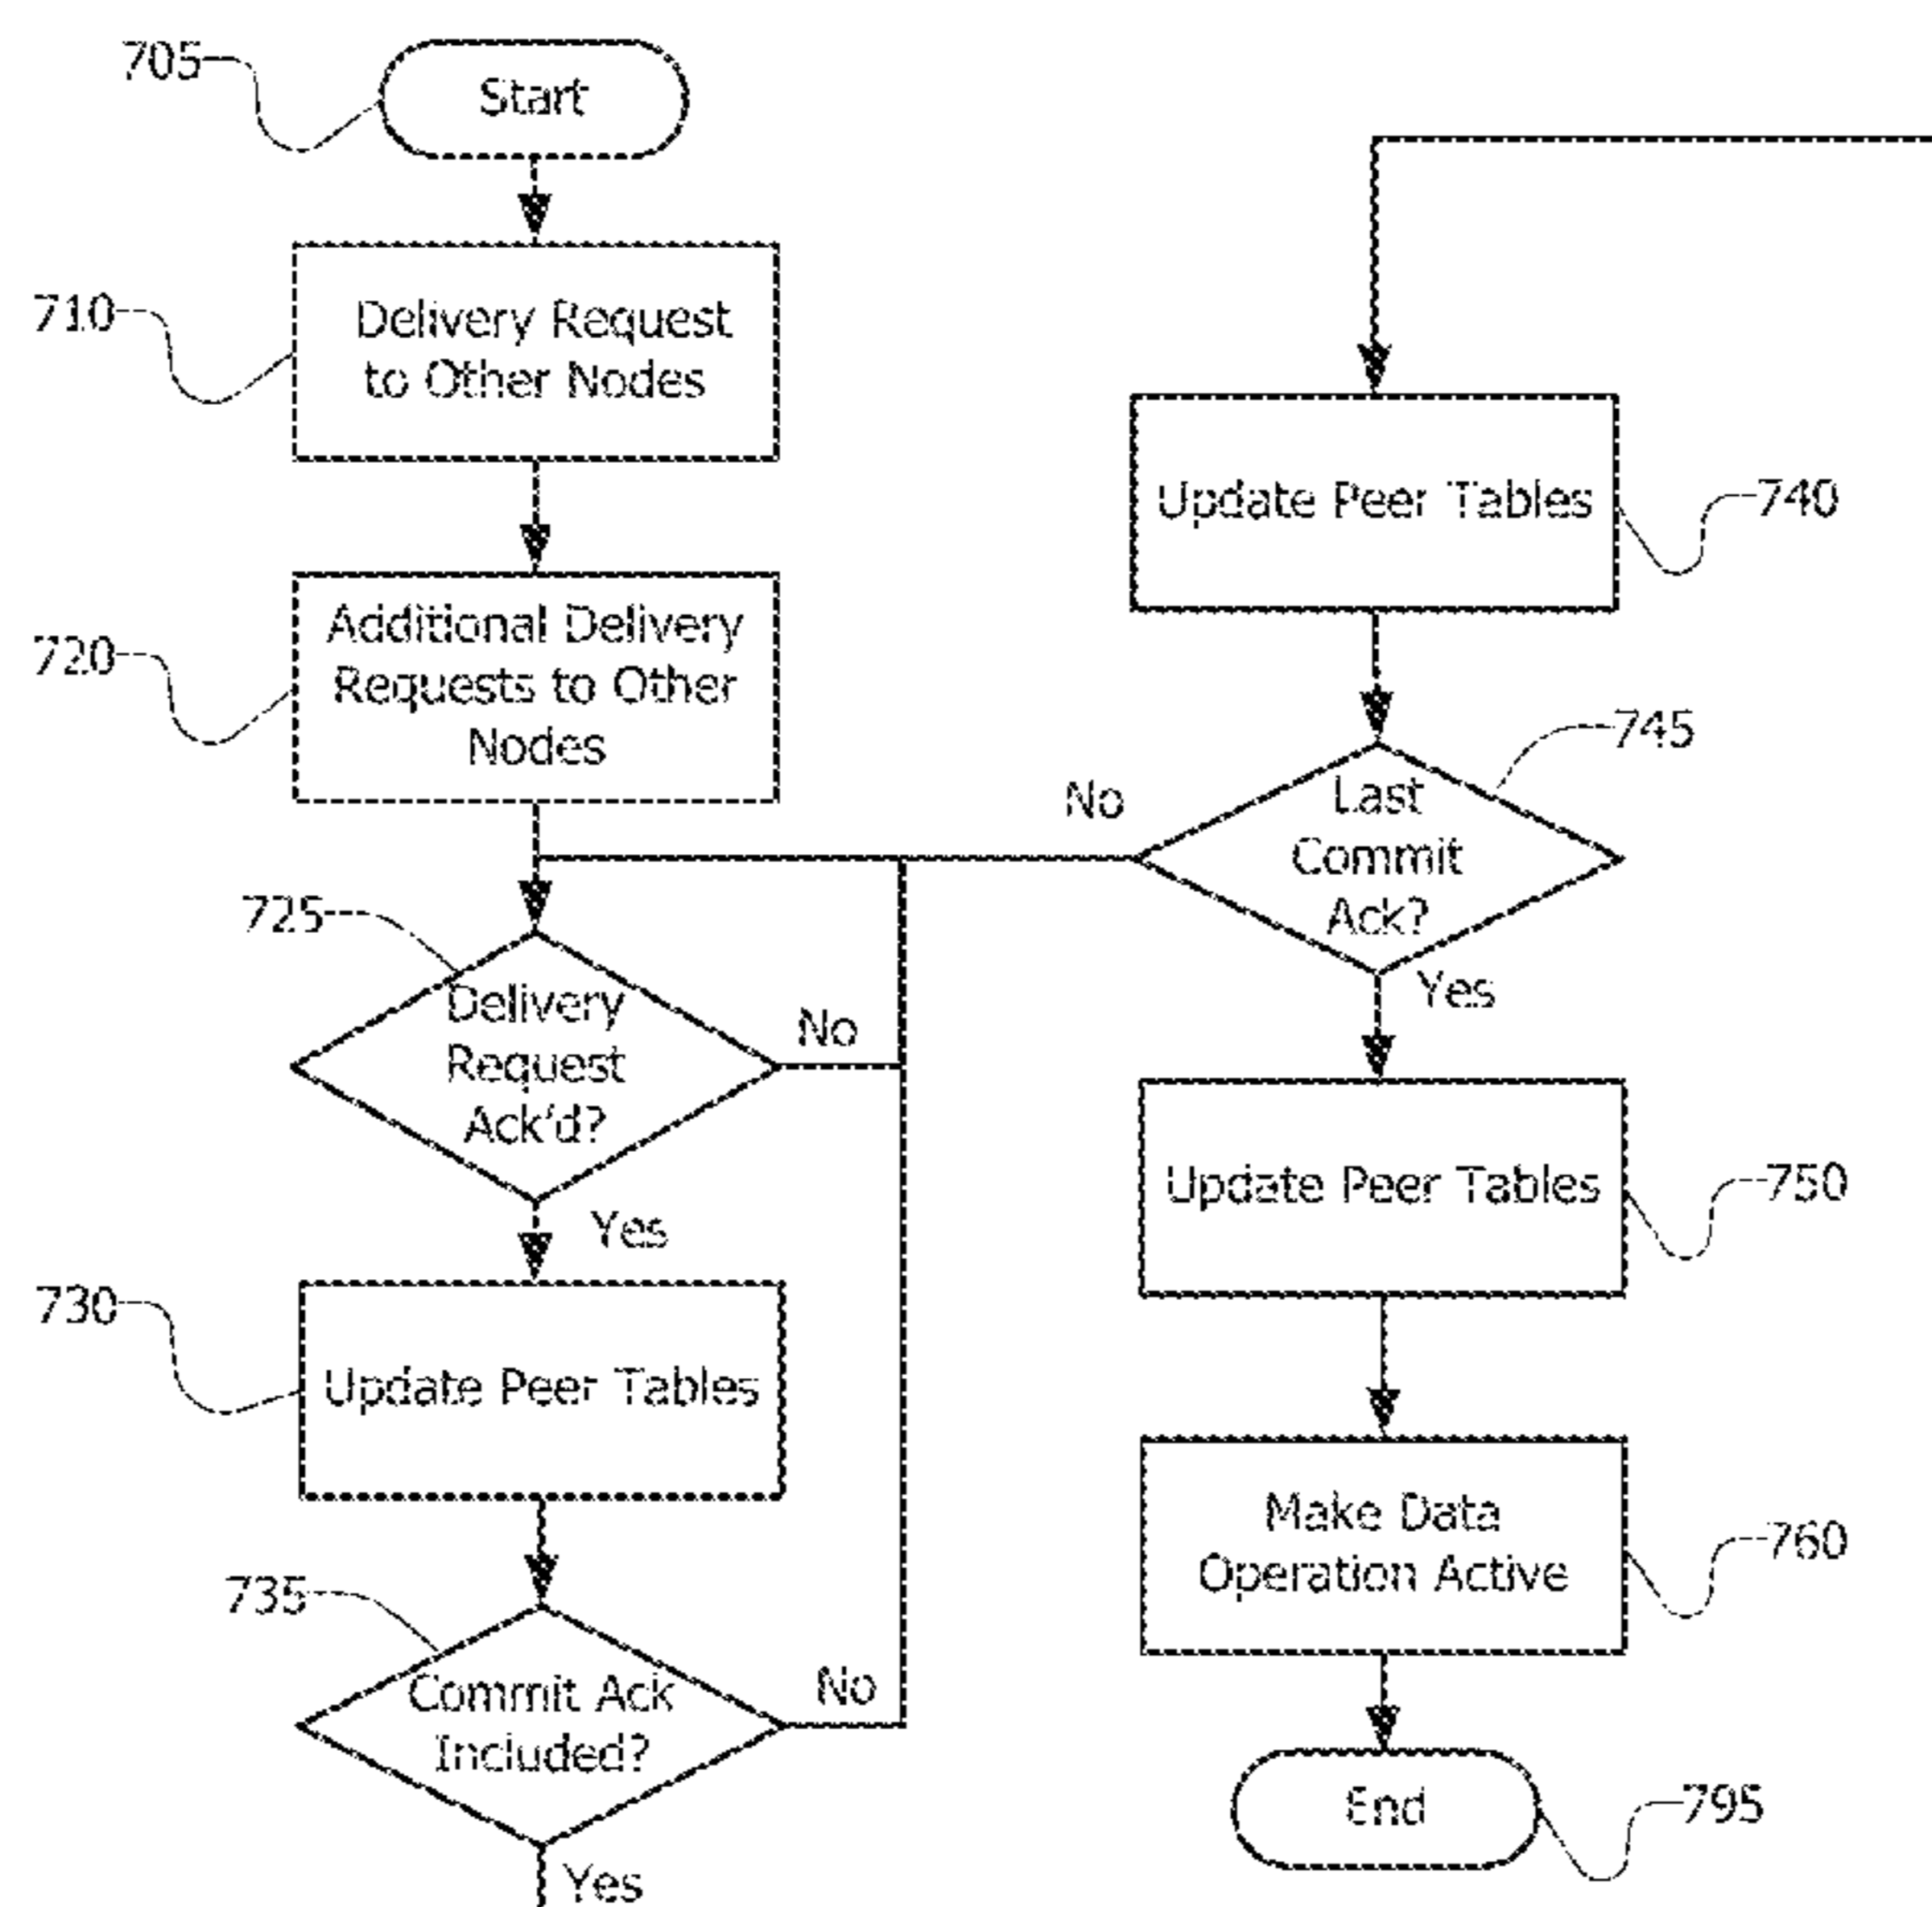 705
Start
710
Delivery Request
to Other Nodes
720
Additional Delivery
Requests to Other
Nodes
725
Delivery
Request
Ack'd?
No
Yes
730
Update Peer Tables
735
Commit Ack
Included?
No
Yes
Update Peer Tables
740
745
Last
Commit
Ack?
No
Yes
Update Peer Tables
750
Make Data
Operation Active
760
End
795